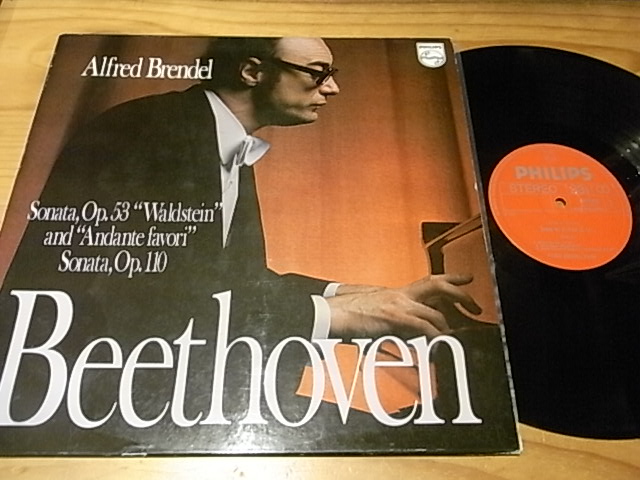 Alfred Brendel
PHILIPS
Sonata, Op. 53 "Waldstein"
and "Andante favori"
Sonata, Op. 110
Beethoven
PHILIPS
STEREO